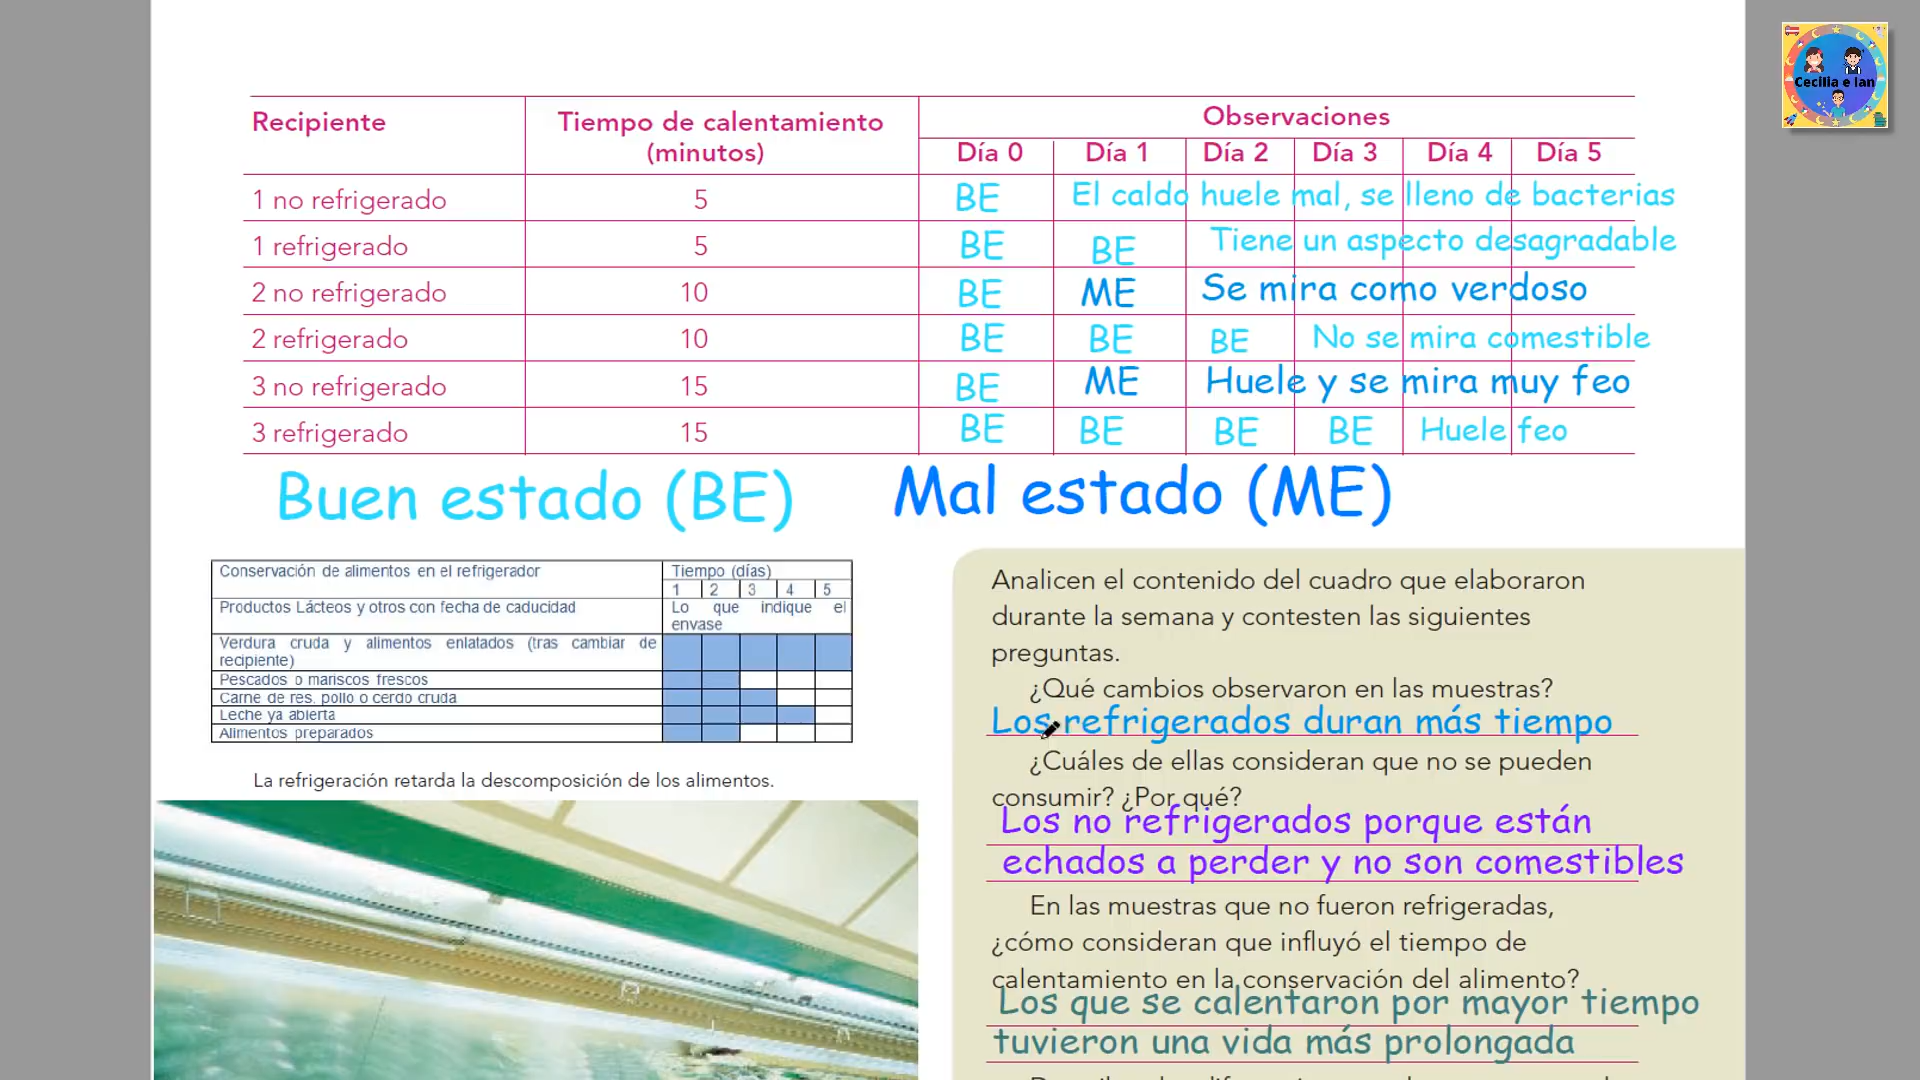 Cecilia e Ian
Recipiente Tiempo de calentamiento (minutos) Observaciones
Día 0 Día 1 Día 2 Día 3 Día 4 Día 5
1 no refrigerado 5 BE El caldo huele mal, se lleno de bacterias
1 refrigerado 5 BE BE Tiene un aspecto desagradable
2 no refrigerado 10 BE ME Se mira como verdoso
2 refrigerado 10 BE BE BE No se mira comestible
3 no refrigerado 15 BE ME Huele y se mira muy feo
3 refrigerado 15 BE BE BE BE Huele feo
Buen estado (BE) Mal estado (ME)
Conservación de alimentos en el refrigerador Tiempo (días)
1 2 3 4 5
Productos Lácteos y otros con fecha de caducidad Lo que indique el
envase
Verdura cruda y alimentos enlatados (tras cambiar de
recipiente)
Pescados o mariscos frescos
Carne de res, pollo o cerdo cruda
Leche ya abierta
Alimentos preparados
La refrigeración retarda la descomposición de los alimentos.
Analicen el contenido del cuadro que elaboraron
durante la semana y contesten las siguientes
preguntas.
¿Qué cambios observaron en las muestras?
Los refrigerados duran más tiempo
¿Cuáles de ellas consideran que no se pueden
consumir? ¿Por qué?
Los no refrigerados porque están
echados a perder y no son comestibles
En las muestras que no fueron refrigeradas,
¿cómo consideran que influyó el tiempo de
calentamiento en la conservación del alimento?
Los que se calentaron por mayor tiempo
tuvieron una vida más prolongada